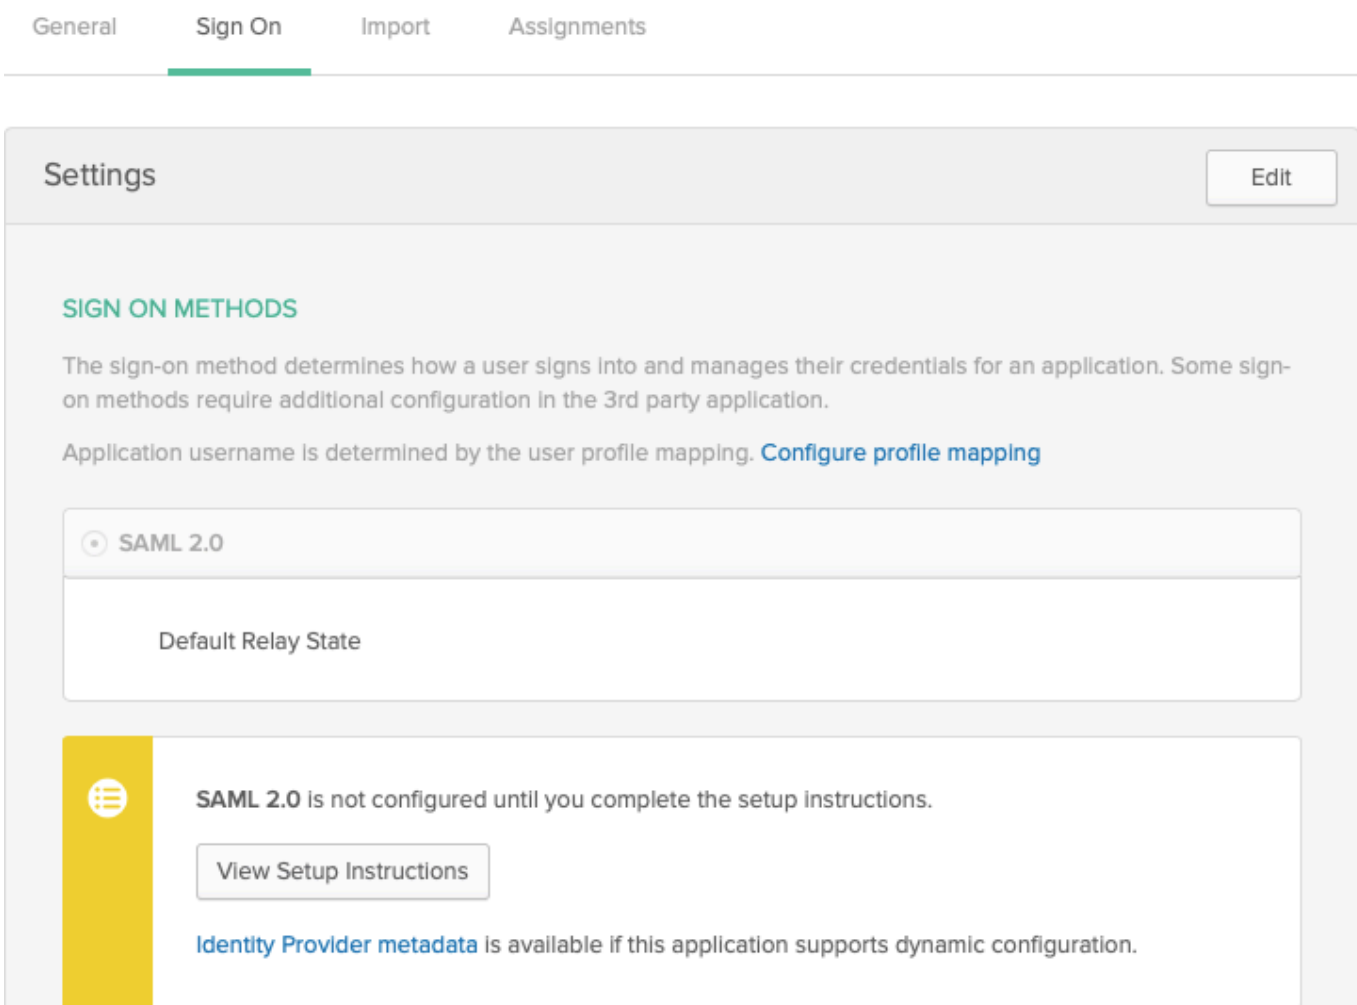 General Sign On Import Assignments
Settings
Edit
SIGN ON METHODS
The sign-on method determines how a user signs into and manages their credentials for an application. Some sign-
on methods require additional configuration in the 3rd party application.
Application username is determined by the user profile mapping. Configure profile mapping
SAML 2.0
Default Relay State
SAML 2.0 is not configured until you complete the setup instructions.
View Setup Instructions
Identity Provider metadata is available if this application supports dynamic configuration.